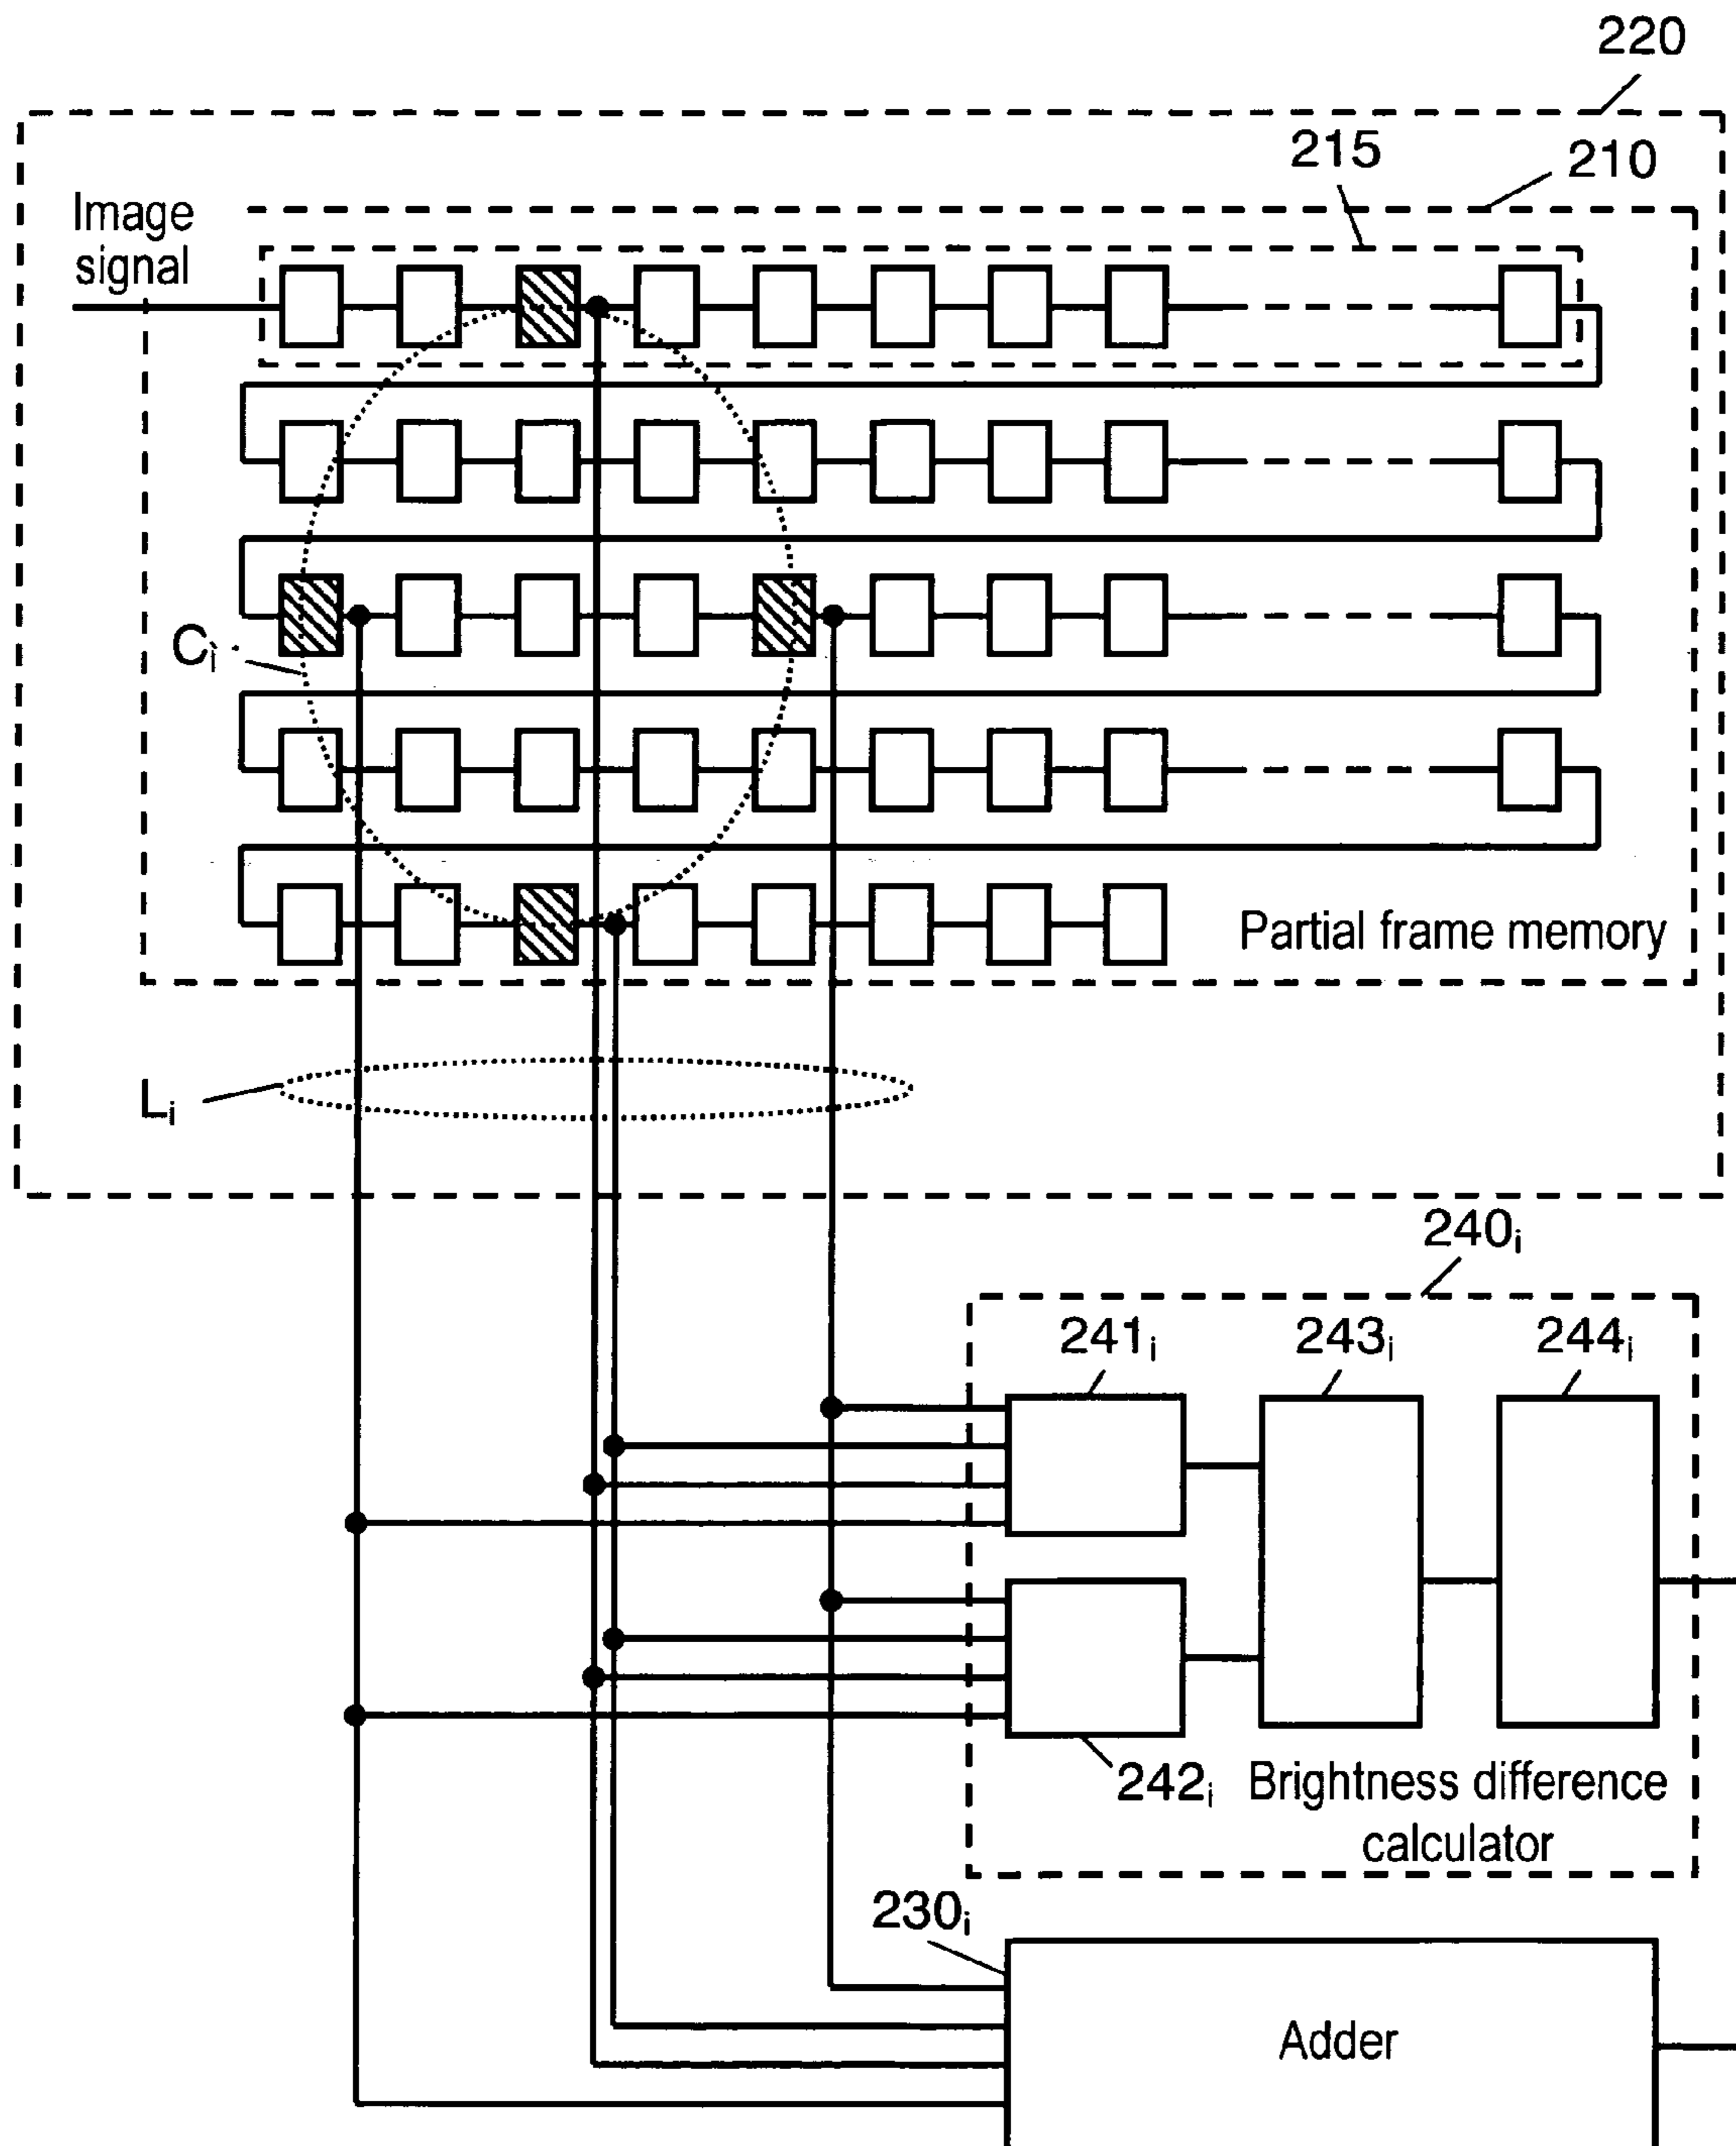 220
215
210
Image
signal
Ci
Partial frame memory
Li
240i
241i
243i
244i
242i
Brightness difference
calculator
230i
Adder